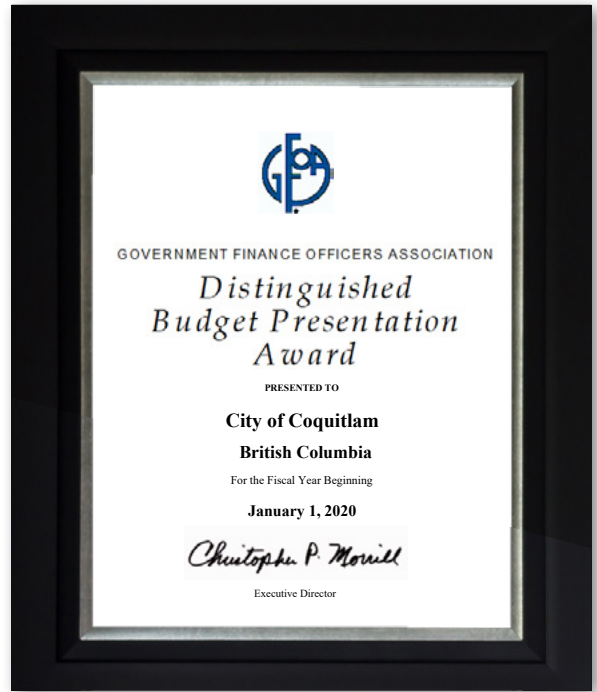 GFOA
GOVERNMENT FINANCE OFFICERS ASSOCIATION
Distinguished
Budget Presentation
Award
PRESENTED TO
City of Coquitlam
British Columbia
For the Fiscal Year Beginning
January 1, 2020
Christopher P. Morrill
Executive Director